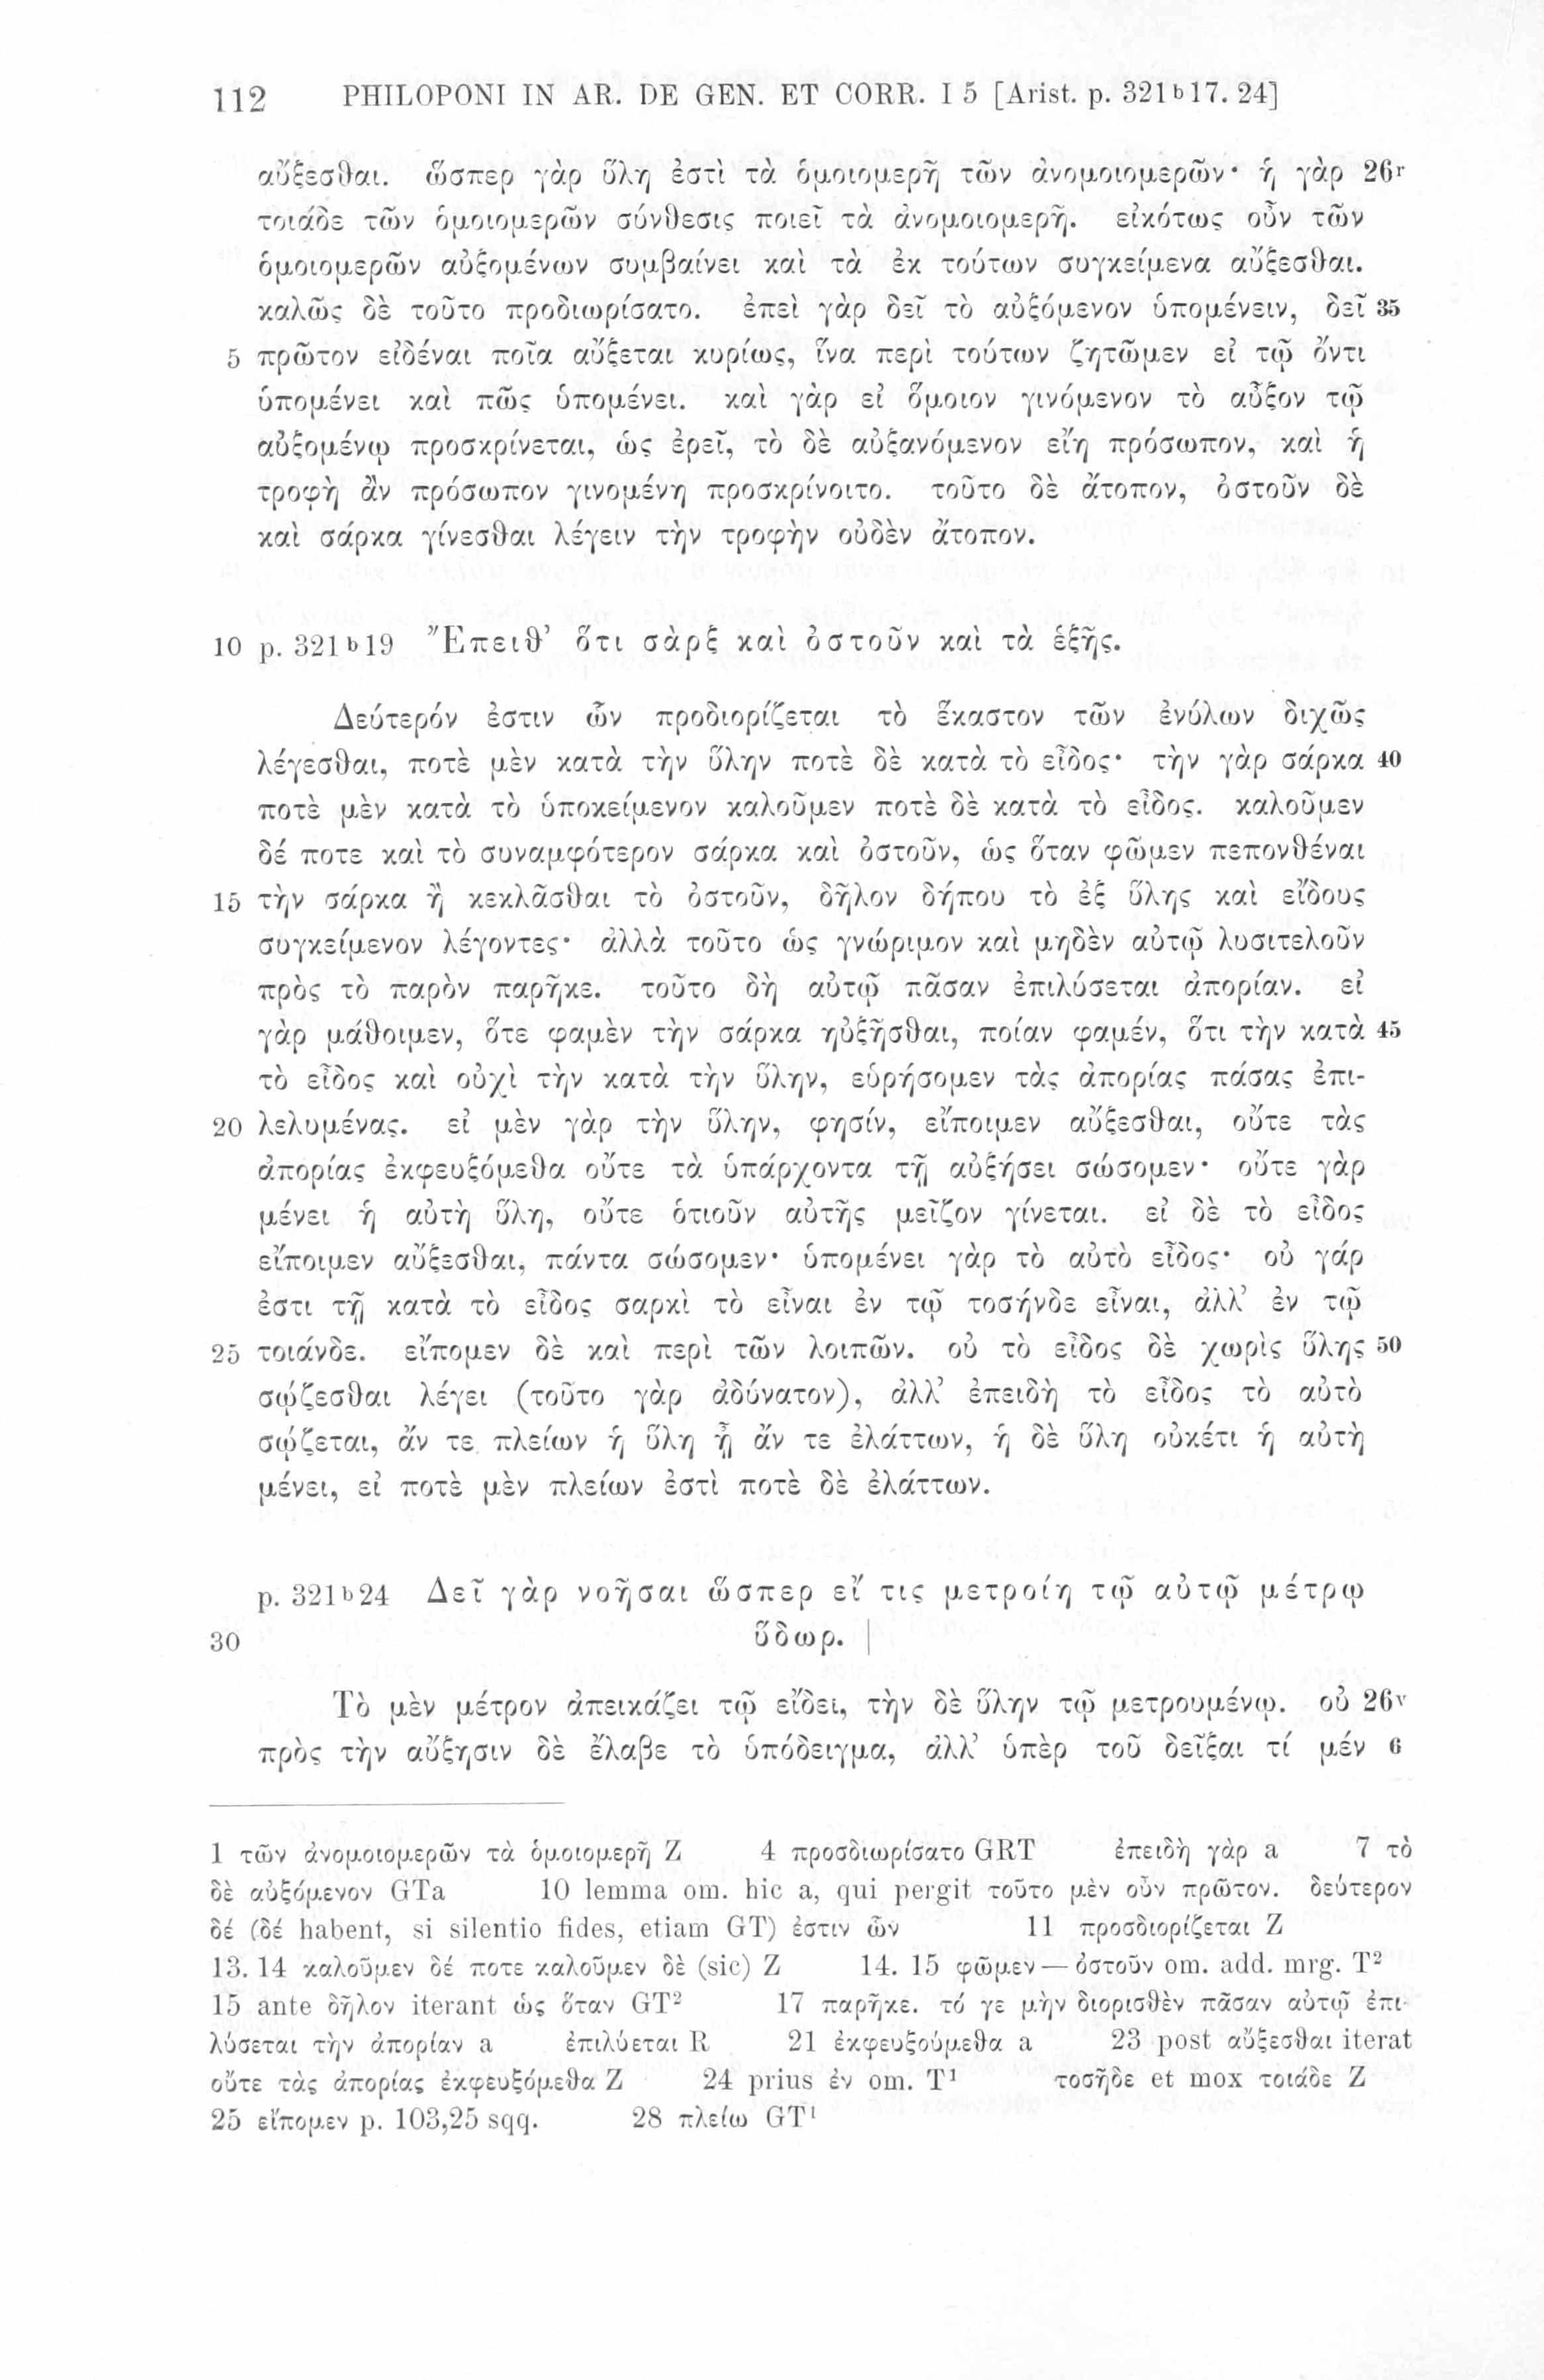 112 PHILOPONI IN AR. DE GEN. ET CORR. I 5 [Arist. p. 321b17. 24]
αὔξεσθαι. ὥσπερ γὰρ ὕλη ἐστὶ τὰ ὁμοιομερῆ τῶν ἀνομοιομερῶν· ἡ γὰρ 26r
τοιάδε τῶν ὁμοιομερῶν σύνθεσις ποιεῖ τὰ ἀνομοιομερῆ. εἰκότως οὖν τῶν
ὁμοιομερῶν αὐξομένων συμβαίνει καὶ τὰ ἐκ τούτων συγκείμενα αὔξεσθαι.
καλῶς δὲ τοῦτο προδιωρίσατο. ἐπεὶ γὰρ δεῖ τὸ αὐξόμενον ὑπομένειν, δεῖ 35
5 πρῶτον εἰδέναι ποῖα αὔξεται κυρίως, ἵνα περὶ τούτων ζητῶμεν εἰ τῷ ὄντι
ὑπομένει καὶ πῶς ὑπομένει. καὶ γὰρ εἰ ὅμοιον γινόμενον τὸ αὖξον τῷ
αὐξομένῳ προσκρίνεται, ὡς ἐρεῖ, τὸ δὲ αὐξανόμενον εἴη πρόσωπον, καὶ ἡ
τροφὴ ἂν πρόσωπον γινομένη προσκρίνοιτο. τοῦτο δὲ ἄτοπον, ὀστοῦν δὲ
καὶ σάρκα γίνεσθαι λέγειν τὴν τροφὴν οὐδὲν ἄτοπον.
10 p. 321b19 Ἔπειθ’ ὅτι σὰρξ καὶ ὀστοῦν καὶ τὰ ἑξῆς.
Δεύτερόν ἐστιν ὧν προδιορίζεται τὸ ἕκαστον τῶν ἐνύλων διχῶς
λέγεσθαι, ποτὲ μὲν κατὰ τὴν ὕλην ποτὲ δὲ κατὰ τὸ εἶδος· τὴν γὰρ σάρκα 40
ποτὲ μὲν κατὰ τὸ ὑποκείμενον καλοῦμεν ποτὲ δὲ κατὰ τὸ εἶδος. καλοῦμεν
δέ ποτε καὶ τὸ συναμφότερον σάρκα καὶ ὀστοῦν, ὡς ὅταν φῶμεν πεπονθέναι
15 τὴν σάρκα ἢ κεκλᾶσθαι τὸ ὀστοῦν, δῆλον δήπου τὸ ἐξ ὕλης καὶ εἴδους
συγκείμενον λέγοντες· ἀλλὰ τοῦτο ὡς γνώριμον καὶ μηδὲν αὐτῷ λυσιτελοῦν
πρὸς τὸ παρὸν παρῆκε. τοῦτο δὴ αὐτῷ πᾶσαν ἐπιλύσεται ἀπορίαν. εἰ
γὰρ μάθοιμεν, ὅτε φαμὲν τὴν σάρκα ηὐξῆσθαι, ποίαν φαμέν, ὅτι τὴν κατὰ 45
τὸ εἶδος καὶ οὐχὶ τὴν κατὰ τὴν ὕλην, εὑρήσομεν τὰς ἀπορίας πάσας ἐπι-
20 λελυμένας. εἰ μὲν γὰρ τὴν ὕλην, φησίν, εἴποιμεν αὔξεσθαι, οὔτε τὰς
ἀπορίας ἐκφευξόμεθα οὔτε τὰ ὑπάρχοντα τῇ αὐξήσει σώσομεν· οὔτε γὰρ
μένει ἡ αὐτὴ ὕλη, οὔτε ὁτιοῦν αὐτῆς μεῖζον γίνεται. εἰ δὲ τὸ εἶδος
εἴποιμεν αὔξεσθαι, πάντα σώσομεν· ὑπομένει γὰρ τὸ αὐτὸ εἶδος· οὐ γάρ
ἐστι τῇ κατὰ τὸ εἶδος σαρκὶ τὸ εἶναι ἐν τῷ τοσήνδε εἶναι, ἀλλ’ ἐν τῷ
25 τοιάνδε. εἴπομεν δὲ καὶ περὶ τῶν λοιπῶν. οὐ τὸ εἶδος δὲ χωρὶς ὕλης 50
σῴζεσθαι λέγει (τοῦτο γὰρ ἀδύνατον), ἀλλ’ ἐπειδὴ τὸ εἶδος τὸ αὐτὸ
σῴζεται, ἄν τε πλείων ἡ ὕλη ᾖ ἄν τε ἐλάττων, ἡ δὲ ὕλη οὐκέτι ἡ αὐτὴ
μένει, εἰ ποτὲ μὲν πλείων ἐστὶ ποτὲ δὲ ἐλάττων.
p. 321b24 Δεῖ γὰρ νοῆσαι ὥσπερ εἴ τις μετροίη τῷ αὐτῷ μέτρῳ
30 ὕδωρ. |
Τὸ μὲν μέτρον ἀπεικάζει τῷ εἴδει, τὴν δὲ ὕλην τῷ μετρουμένῳ. οὐ 26v
πρὸς τὴν αὔξησιν δὲ ἔλαβε τὸ ὑπόδειγμα, ἀλλ’ ὑπὲρ τοῦ δεῖξαι τί μέν 6
1 τῶν ἀνομοιομερῶν τὰ ὁμοιομερῆ Z 4 προσδιωρίσατο GRT ἐπειδὴ γὰρ a 7 τὸ
δὲ αὐξόμενον GTa 10 lemma om. hic a, qui pergit τοῦτο μὲν οὖν πρῶτον. δεύτερον
δέ (δέ habent, si silentio fides, etiam GT) ἐστιν ὧν 11 προσδιορίζεται Z
13. 14 καλοῦμεν δέ ποτε καλοῦμεν δὲ (sic) Z 14. 15 φῶμεν — ὀστοῦν om. add. mrg. T²
15 ante δῆλον iterant ὡς ὅταν GT² 17 παρῆκε. τό γε μὴν διορισθὲν πᾶσαν αὐτῷ ἐπι-
λύσεται τὴν ἀπορίαν a ἐπιλύεται R 21 ἐκφευξούμεθα a 23 post αὔξεσθαι iterat
οὔτε τὰς ἀπορίας ἐκφευξόμεθα Z 24 prius ἐν om. T¹ τοσῇδε et mox τοιάδε Z
25 εἴπομεν p. 103,25 sqq. 28 πλείω GT¹